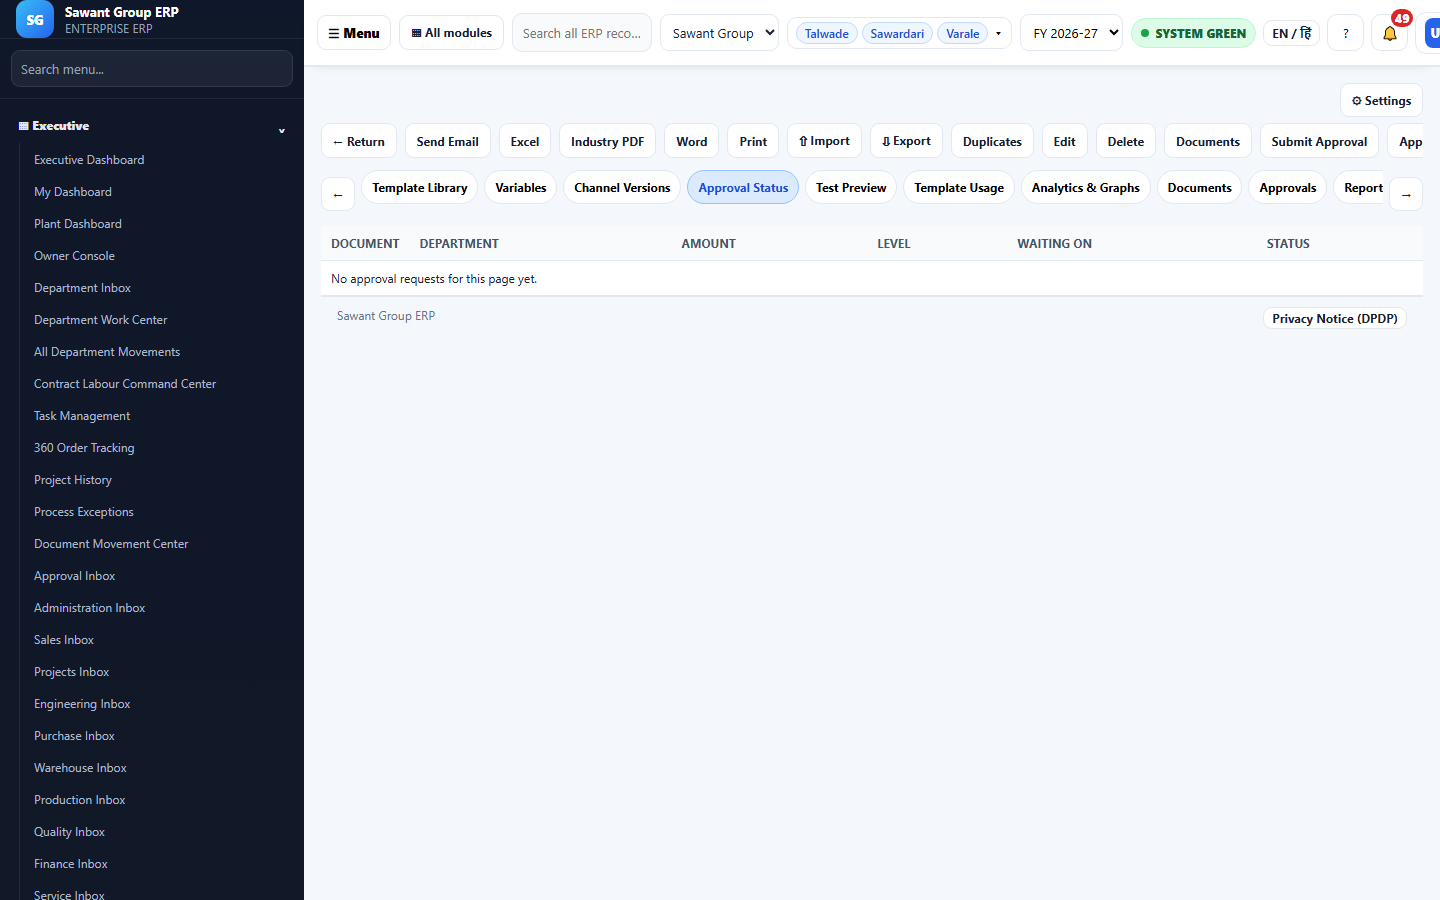 SG
Sawant Group ERP
ENTERPRISE ERP
Search menu...
Executive
Executive Dashboard
My Dashboard
Plant Dashboard
Owner Console
Department Inbox
Department Work Center
All Department Movements
Contract Labour Command Center
Task Management
360 Order Tracking
Project History
Process Exceptions
Document Movement Center
Approval Inbox
Administration Inbox
Sales Inbox
Projects Inbox
Engineering Inbox
Purchase Inbox
Warehouse Inbox
Production Inbox
Quality Inbox
Finance Inbox
Service Inbox
☰ Menu
All modules
Search all ERP reco...
Sawant Group
Talwade Sawardari Varale
FY 2026-27
SYSTEM GREEN
EN / हिं
?
49
U
⚙ Settings
← Return Send Email Excel Industry PDF Word Print ⇧ Import ⇩ Export Duplicates Edit Delete Documents Submit Approval App
← Template Library Variables Channel Versions Approval Status Test Preview Template Usage Analytics & Graphs Documents Approvals Report →
DOCUMENT DEPARTMENT AMOUNT LEVEL WAITING ON STATUS
No approval requests for this page yet.
Sawant Group ERP
Privacy Notice (DPDP)